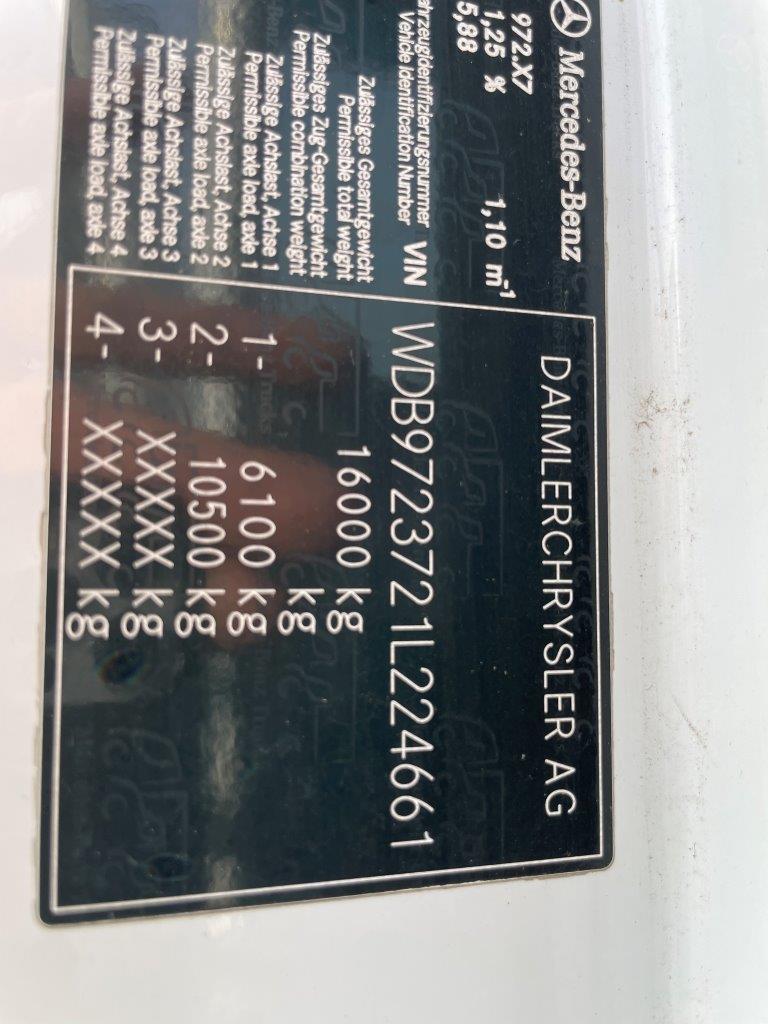 Mercedes-Benz
DAIMLERCHRYSLER AG
972.X7
1,25 % 1,10 m-1
5,88
Fahrzeugidentifizierungsnummer
Vehicle Identification Number VIN WDB9723721L224661
Zulässiges Gesamtgewicht
Permissible total weight 16000 kg
Zulässiges Zug-Gesamtgewicht
Permissible combination weight kg
Zulässige Achslast, Achse 1
Permissible axle load, axle 1 1- 6100 kg
Zulässige Achslast, Achse 2
Permissible axle load, axle 2 2- 10500 kg
Zulässige Achslast, Achse 3
Permissible axle load, axle 3 3- XXXXX kg
Zulässige Achslast, Achse 4
Permissible axle load, axle 4 4- XXXXX kg